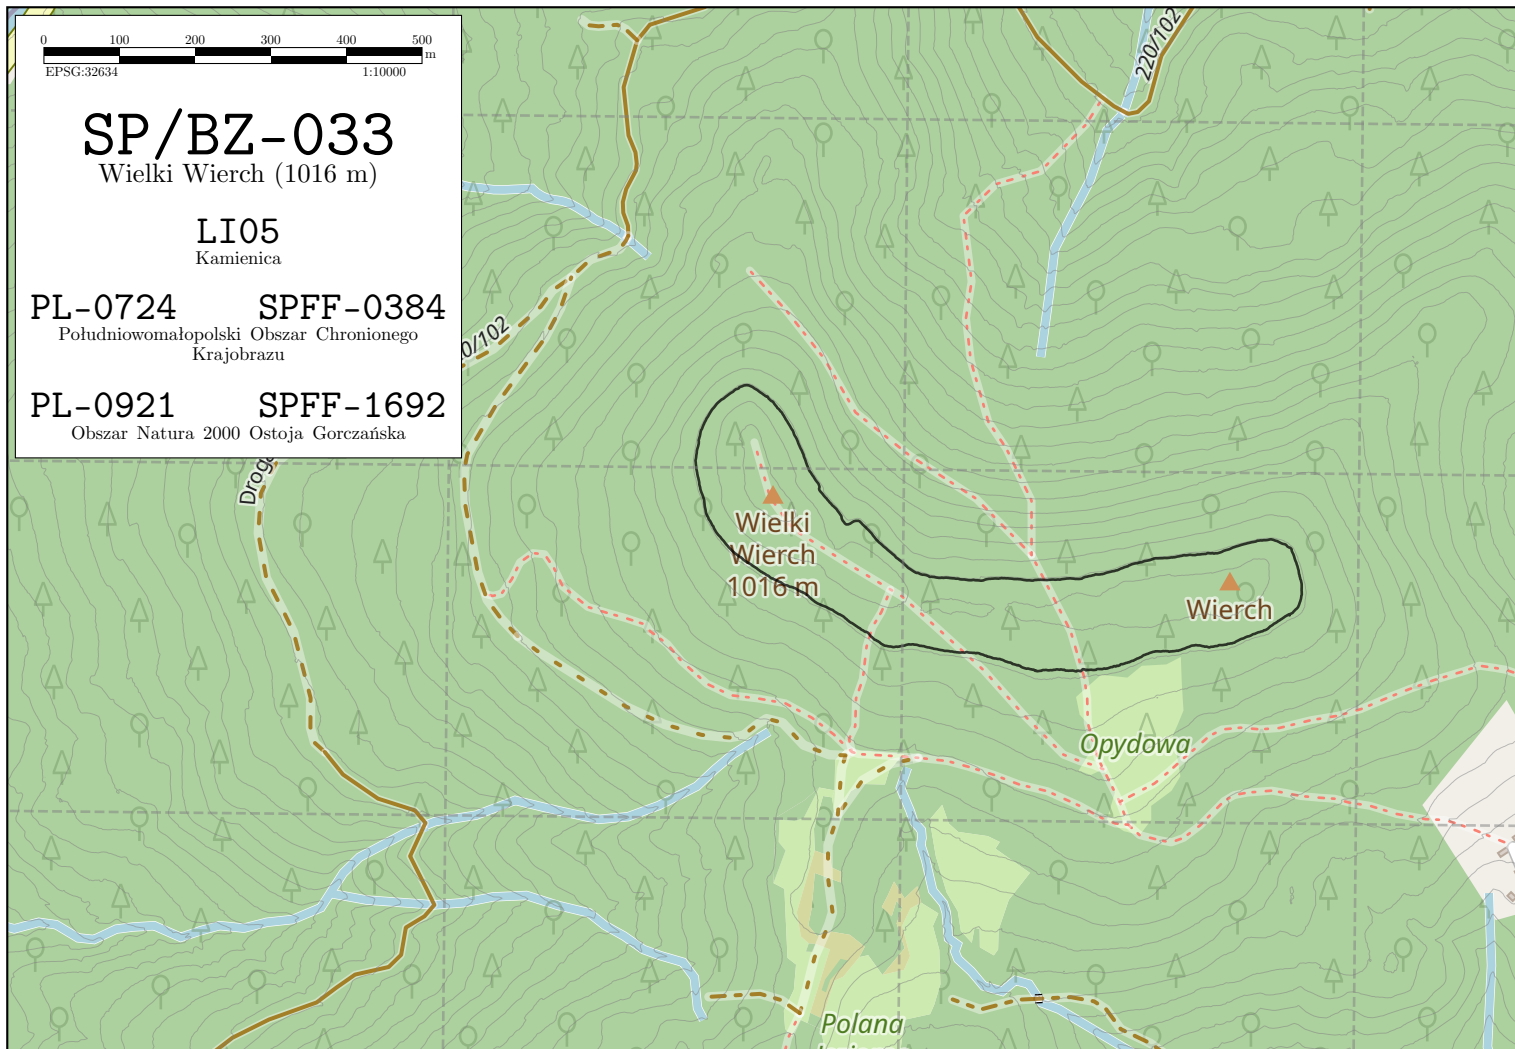 0 100 200 300 400 500
m
EPSG:32634 1:10000
SP/BZ-033
Wielki Wierch (1016 m)
LI05
Kamienica
PL-0724 SPFF-0384
Południowomałopolski Obszar Chronionego
Krajobrazu
PL-0921 SPFF-1692
Obszar Natura 2000 Ostoja Gorczańska
220/102
0/102
Droga
Wielki
Wierch
1016 m
Wierch
Opydowa
Polana